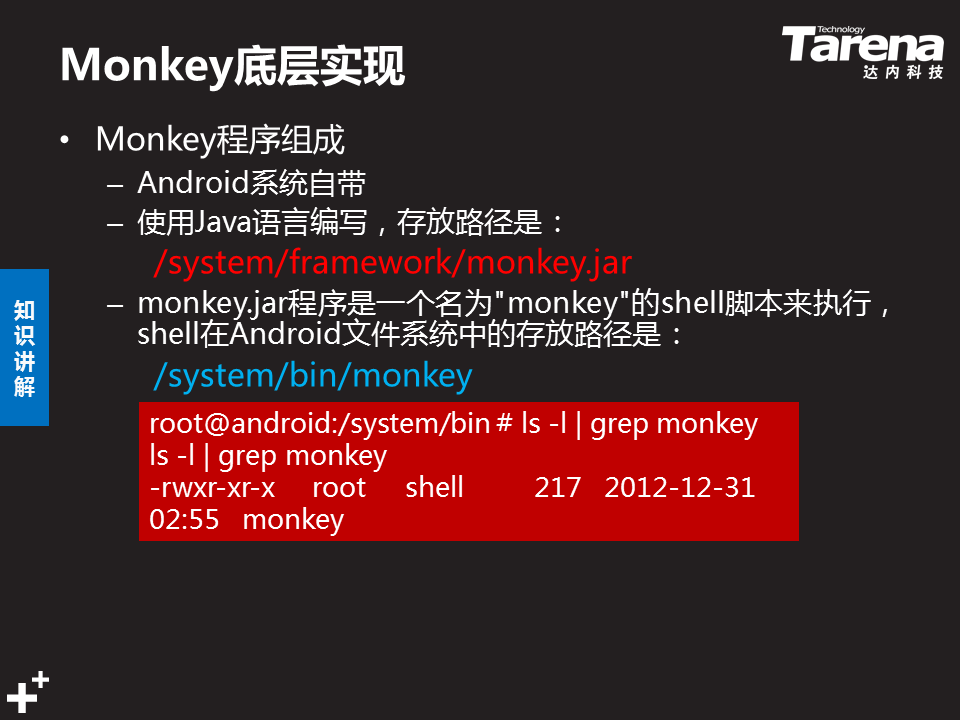 Monkey底层实现
Technology
Tarena
达内科技
• Monkey程序组成
– Android系统自带
– 使用Java语言编写，存放路径是：
/system/framework/monkey.jar
– monkey.jar程序是一个名为"monkey"的shell脚本来执行，
shell在Android文件系统中的存放路径是：
/system/bin/monkey
知
识
讲
解
root@android:/system/bin # ls -l | grep monkey
ls -l | grep monkey
-rwxr-xr-x root shell 217 2012-12-31
02:55 monkey